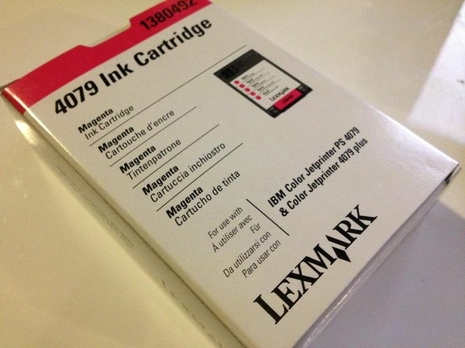 1380492
4079 Ink Cartridge
Magenta
Ink Cartridge
Magenta
Cartouche d'encre
Magenta
Tintenpatrone
Magenta
Cartuccia inchiostro
Magenta
Cartucho de tinta
LEXMARK
For use with
À utiliser avec
Für
Da utilizzarsi con
Para usar con
IBM Color Jetprinter PS 4079
& Color Jetprinter 4079 plus
LEXMARK